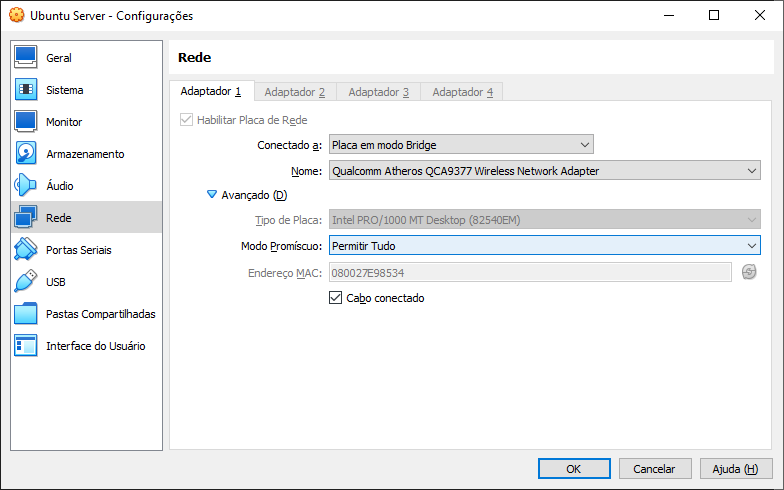 Ubuntu Server - Configurações
Geral
Sistema
Monitor
Armazenamento
Áudio
Rede
Portas Seriais
USB
Pastas Compartilhadas
Interface do Usuário
Rede
Adaptador 1 Adaptador 2 Adaptador 3 Adaptador 4
Habilitar Placa de Rede
Conectado a: Placa em modo Bridge
Nome: Qualcomm Atheros QCA9377 Wireless Network Adapter
Avançado (D)
Tipo de Placa: Intel PRO/1000 MT Desktop (82540EM)
Modo Promíscuo: Permitir Tudo
Endereço MAC: 080027E98534
Cabo conectado
OK Cancelar Ajuda (H)